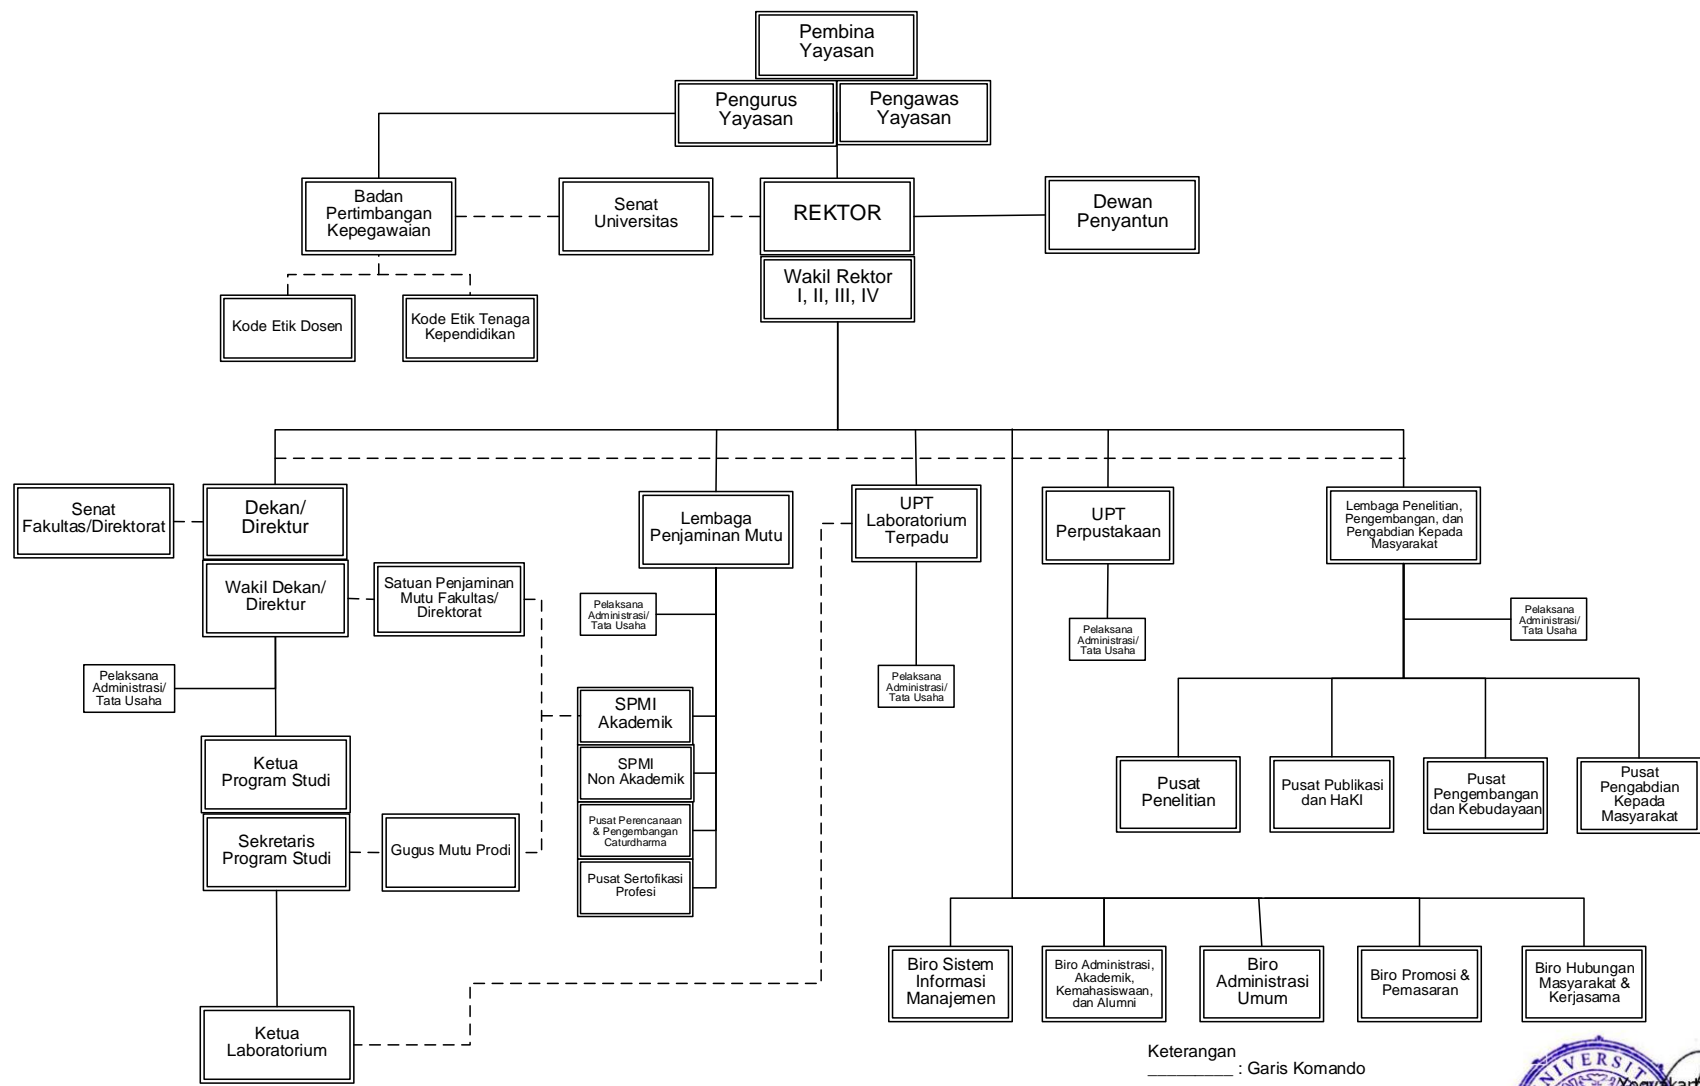 Pembina
Yayasan
Pengurus
Yayasan
Pengawas
Yayasan
Badan
Pertimbangan
Kepegawaian
Senat
Universitas
REKTOR
Dewan
Penyantun
Wakil Rektor
I, II, III, IV
Kode Etik Dosen
Kode Etik Tenaga
Kependidikan
Senat
Fakultas/Direktorat
Dekan/
Direktur
Lembaga
Penjaminan Mutu
UPT
Laboratorium
Terpadu
UPT
Perpustakaan
Lembaga Penelitian,
Pengembangan, dan
Pengabdian Kepada
Masyarakat
Wakil Dekan/
Direktur
Satuan Penjaminan
Mutu Fakultas/
Direktorat
Pelaksana
Administrasi/
Tata Usaha
Pelaksana
Administrasi/
Tata Usaha
Pelaksana
Administrasi/
Tata Usaha
Pelaksana
Administrasi/
Tata Usaha
Pelaksana
Administrasi/
Tata Usaha
SPMI
Akademik
Ketua
Program Studi
SPMI
Non Akademik
Pusat
Penelitian
Pusat Publikasi
dan HaKI
Pusat
Pengembangan
dan Kebudayaan
Pusat
Pengabdian
Kepada
Masyarakat
Sekretaris
Program Studi
Gugus Mutu Prodi
Pusat Perencanaan
& Pengembangan
Caturdharma
Pusat Sertofikasi
Profesi
Biro Sistem
Informasi
Manajemen
Biro Administrasi,
Akademik,
Kemahasiswaan,
dan Alumni
Biro
Administrasi
Umum
Biro Promosi &
Pemasaran
Biro Hubungan
Masyarakat &
Kerjasama
Ketua
Laboratorium
Keterangan
_________ : Garis Komando